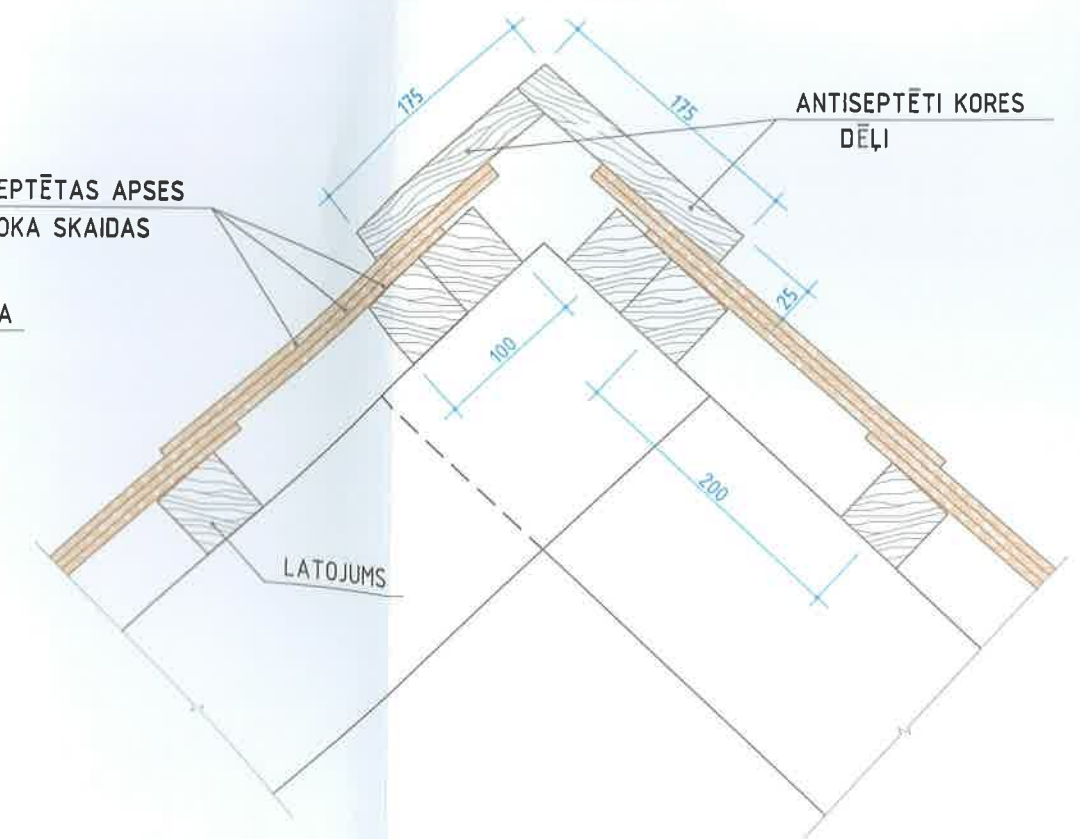 175
175
ANTISEPTĒTI KORES
DĒĻI
EPTĒTAS APSES
OKA SKAIDAS
A
25
100
200
LATOJUMS